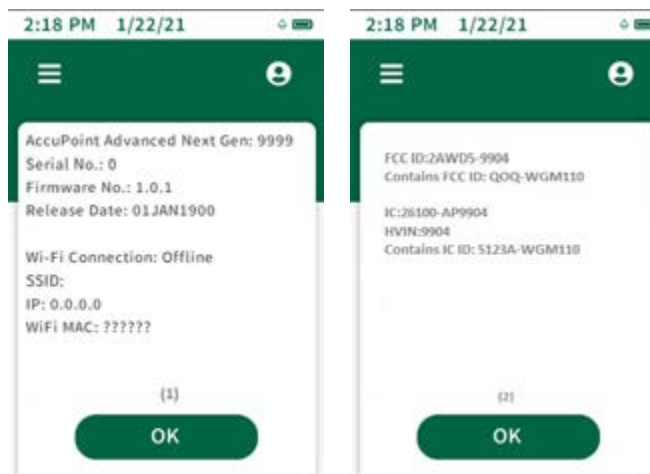 2:18 PM 1/22/21
AccuPoint Advanced Next Gen: 9999
Serial No.: 0
Firmware No.: 1.0.1
Release Date: 01JAN1900
Wi-Fi Connection: Offline
SSID:
IP: 0.0.0.0
WiFi MAC: ??????
(1)
OK
2:18 PM 1/22/21
FCC ID:2AWD5-9904
Contains FCC ID: QOQ-WGM110
IC:26100-AP9904
HVIN:9904
Contains IC ID: 5123A-WGM110
(2)
OK